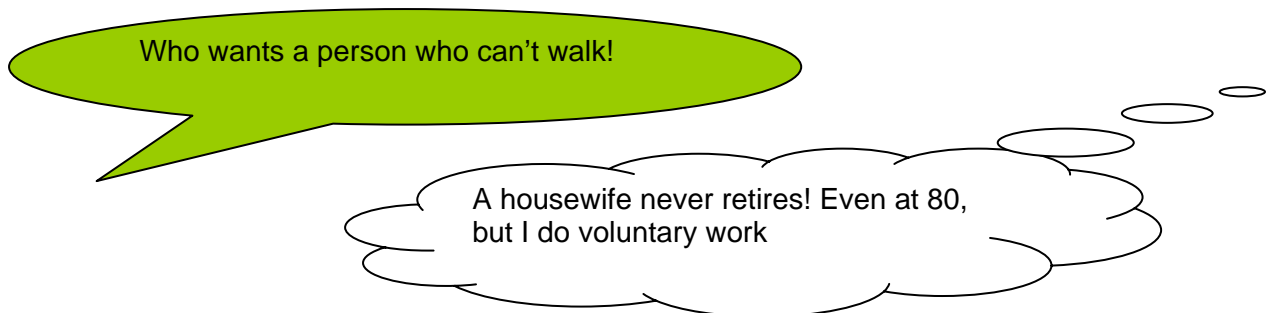 Who wants a person who can't walk!
A housewife never retires! Even at 80,
but I do voluntary work